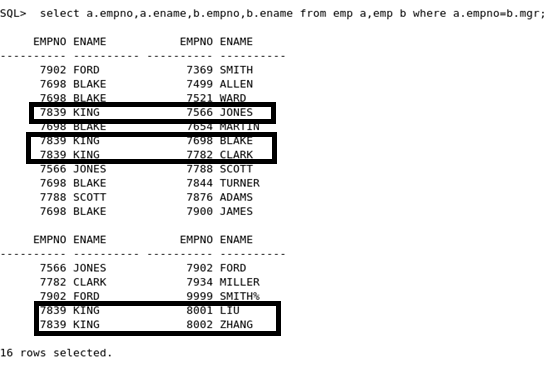 SQL>  select a.empno,a.ename,b.empno,b.ename from emp a,emp b where a.empno=b.mgr;
     EMPNO ENAME           EMPNO ENAME
---------- ---------- ---------- ----------
      7902 FORD             7369 SMITH
      7698 BLAKE            7499 ALLEN
      7698 BLAKE            7521 WARD
      7839 KING             7566 JONES
      7698 BLAKE            7654 MARTIN
      7839 KING             7698 BLAKE
      7839 KING             7782 CLARK
      7566 JONES            7788 SCOTT
      7698 BLAKE            7844 TURNER
      7788 SCOTT            7876 ADAMS
      7698 BLAKE            7900 JAMES
     EMPNO ENAME           EMPNO ENAME
---------- ---------- ---------- ----------
      7566 JONES            7902 FORD
      7782 CLARK            7934 MILLER
      7902 FORD             9999 SMITH%
      7839 KING             8001 LIU
      7839 KING             8002 ZHANG
16 rows selected.